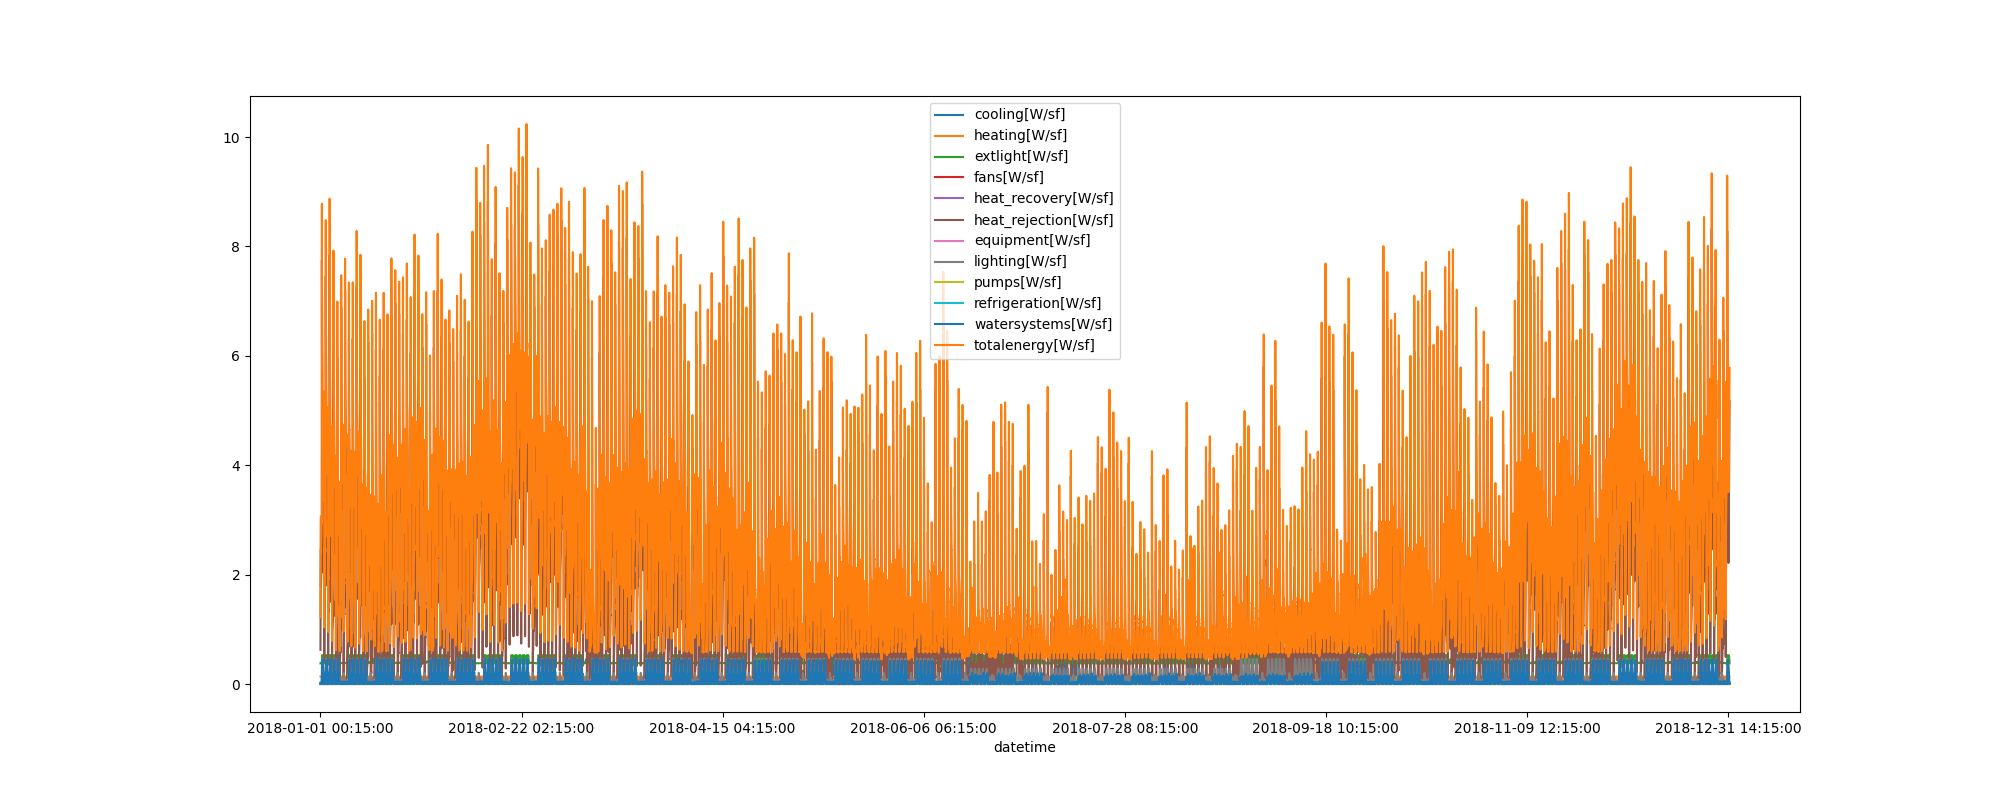 10
8
6
4
2
0
cooling[W/sf]
heating[W/sf]
extlight[W/sf]
fans[W/sf]
heat_recovery[W/sf]
heat_rejection[W/sf]
equipment[W/sf]
lighting[W/sf]
pumps[W/sf]
refrigeration[W/sf]
watersystems[W/sf]
totalenergy[W/sf]
2018-01-01 00:15:00 2018-02-22 02:15:00 2018-04-15 04:15:00 2018-06-06 06:15:00 2018-07-28 08:15:00 2018-09-18 10:15:00 2018-11-09 12:15:00 2018-12-31 14:15:00
datetime